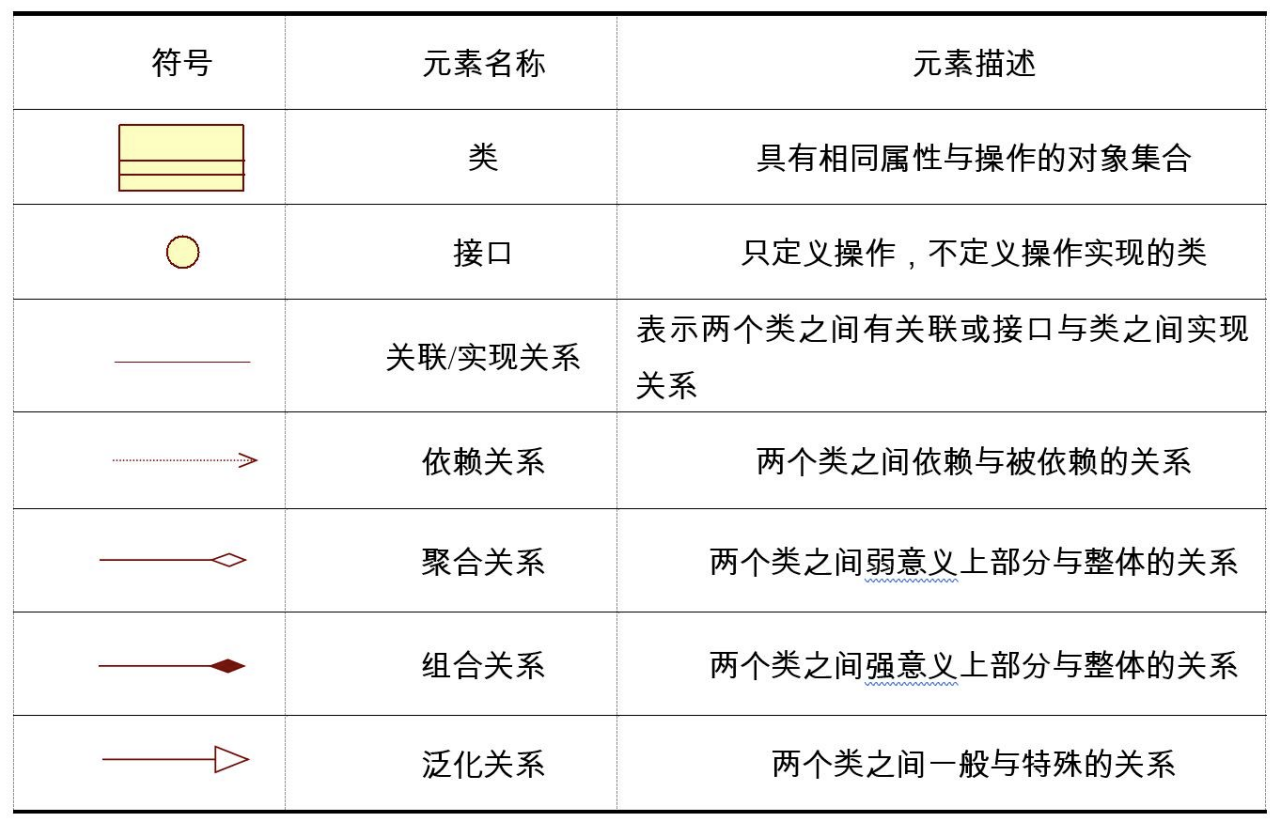 符号 元素名称 元素描述
类 具有相同属性与操作的对象集合
接口 只定义操作，不定义操作实现的类
关联/实现关系 表示两个类之间有关联或接口与类之间实现
关系
依赖关系 两个类之间依赖与被依赖的关系
聚合关系 两个类之间弱意义上部分与整体的关系
组合关系 两个类之间强意义上部分与整体的关系
泛化关系 两个类之间一般与特殊的关系